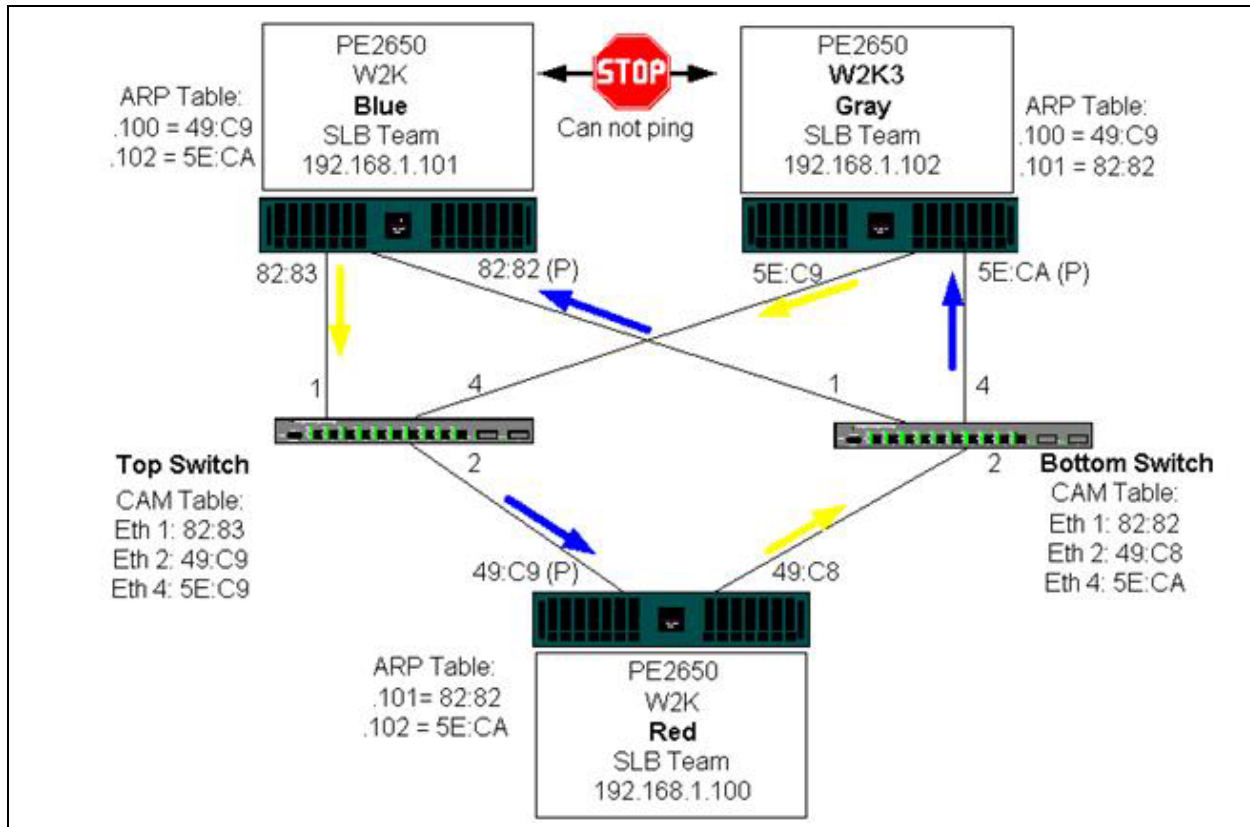 PE2650
W2K
Blue
SLB Team
192.168.1.101
ARP Table:
.100 = 49:C9
.102 = 5E:CA
STOP
Can not ping
PE2650
W2K3
Gray
SLB Team
192.168.1.102
ARP Table:
.100 = 49:C9
.101 = 82:82
82:83
82:82 (P)
5E:C9
5E:CA (P)
1
4
1
4
2
2
Top Switch
CAM Table:
Eth 1: 82:83
Eth 2: 49:C9
Eth 4: 5E:C9
Bottom Switch
CAM Table:
Eth 1: 82:82
Eth 2: 49:C8
Eth 4: 5E:CA
49:C9 (P)
49:C8
ARP Table:
.101= 82:82
.102 = 5E:CA
PE2650
W2K
Red
SLB Team
192.168.1.100